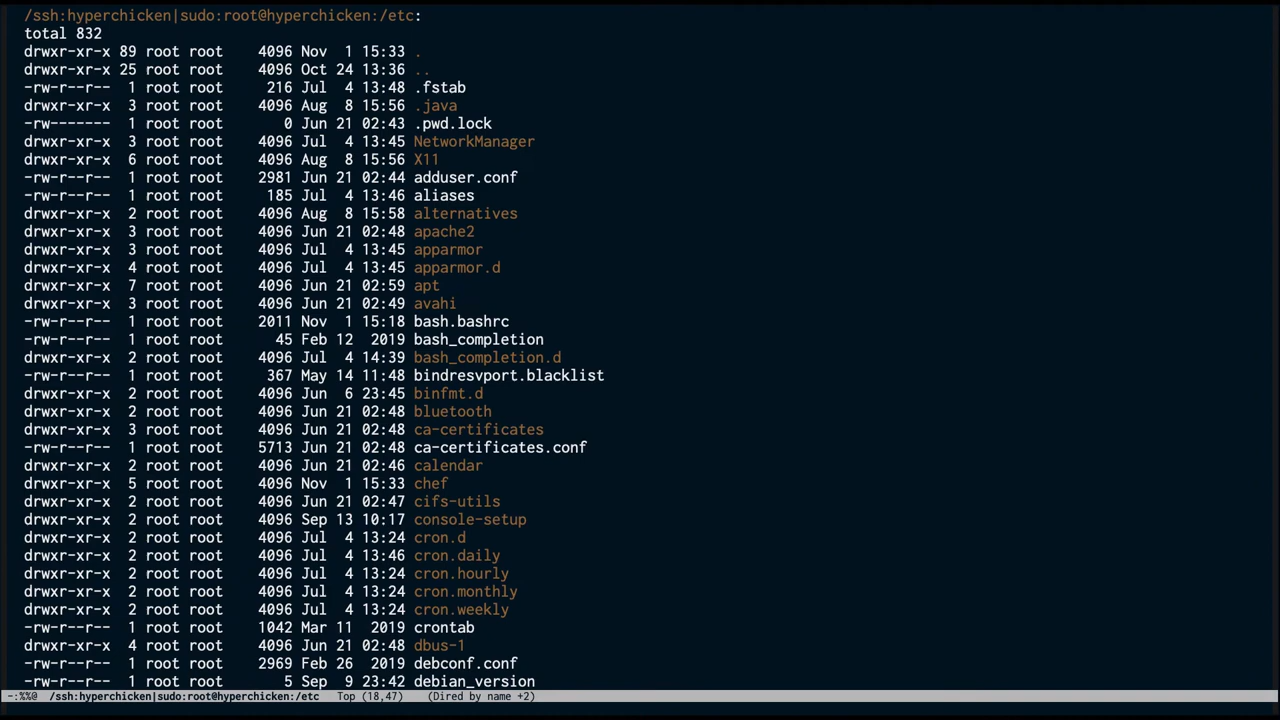 /ssh:hyperchicken|sudo:root@hyperchicken:/etc:
total 832
drwxr-xr-x 89 root root    4096 Nov  1 15:33 .
drwxr-xr-x 25 root root    4096 Oct 24 13:36 ..
-rw-r--r--  1 root root     216 Jul  4 13:48 .fstab
drwxr-xr-x  3 root root    4096 Aug  8 15:56 .java
-rw-------  1 root root       0 Jun 21 02:43 .pwd.lock
drwxr-xr-x  3 root root    4096 Jul  4 13:45 NetworkManager
drwxr-xr-x  6 root root    4096 Aug  8 15:56 X11
-rw-r--r--  1 root root    2981 Jun 21 02:44 adduser.conf
-rw-r--r--  1 root root     185 Jul  4 13:46 aliases
drwxr-xr-x  2 root root    4096 Aug  8 15:58 alternatives
drwxr-xr-x  3 root root    4096 Jun 21 02:48 apache2
drwxr-xr-x  3 root root    4096 Jul  4 13:45 apparmor
drwxr-xr-x  4 root root    4096 Jul  4 13:45 apparmor.d
drwxr-xr-x  7 root root    4096 Jun 21 02:59 apt
drwxr-xr-x  3 root root    4096 Jun 21 02:49 avahi
-rw-r--r--  1 root root    2011 Nov  1 15:18 bash.bashrc
-rw-r--r--  1 root root      45 Feb 12  2019 bash_completion
drwxr-xr-x  2 root root    4096 Jul  4 14:39 bash_completion.d
-rw-r--r--  1 root root     367 May 14 11:48 bindresvport.blacklist
drwxr-xr-x  2 root root    4096 Jun  6 23:45 binfmt.d
drwxr-xr-x  2 root root    4096 Jun 21 02:48 bluetooth
drwxr-xr-x  3 root root    4096 Jun 21 02:48 ca-certificates
-rw-r--r--  1 root root    5713 Jun 21 02:48 ca-certificates.conf
drwxr-xr-x  2 root root    4096 Jun 21 02:46 calendar
drwxr-xr-x  5 root root    4096 Nov  1 15:33 chef
drwxr-xr-x  2 root root    4096 Jun 21 02:47 cifs-utils
drwxr-xr-x  2 root root    4096 Sep 13 10:17 console-setup
drwxr-xr-x  2 root root    4096 Jul  4 13:24 cron.d
drwxr-xr-x  2 root root    4096 Jul  4 13:46 cron.daily
drwxr-xr-x  2 root root    4096 Jul  4 13:24 cron.hourly
drwxr-xr-x  2 root root    4096 Jul  4 13:24 cron.monthly
drwxr-xr-x  2 root root    4096 Jul  4 13:24 cron.weekly
-rw-r--r--  1 root root    1042 Mar 11  2019 crontab
drwxr-xr-x  4 root root    4096 Jun 21 02:48 dbus-1
-rw-r--r--  1 root root    2969 Feb 26  2019 debconf.conf
-rw-r--r--  1 root root       5 Sep  9 23:42 debian_version
-:%%@  /ssh:hyperchicken|sudo:root@hyperchicken:/etc   Top (18,47)    (Dired by name +2)